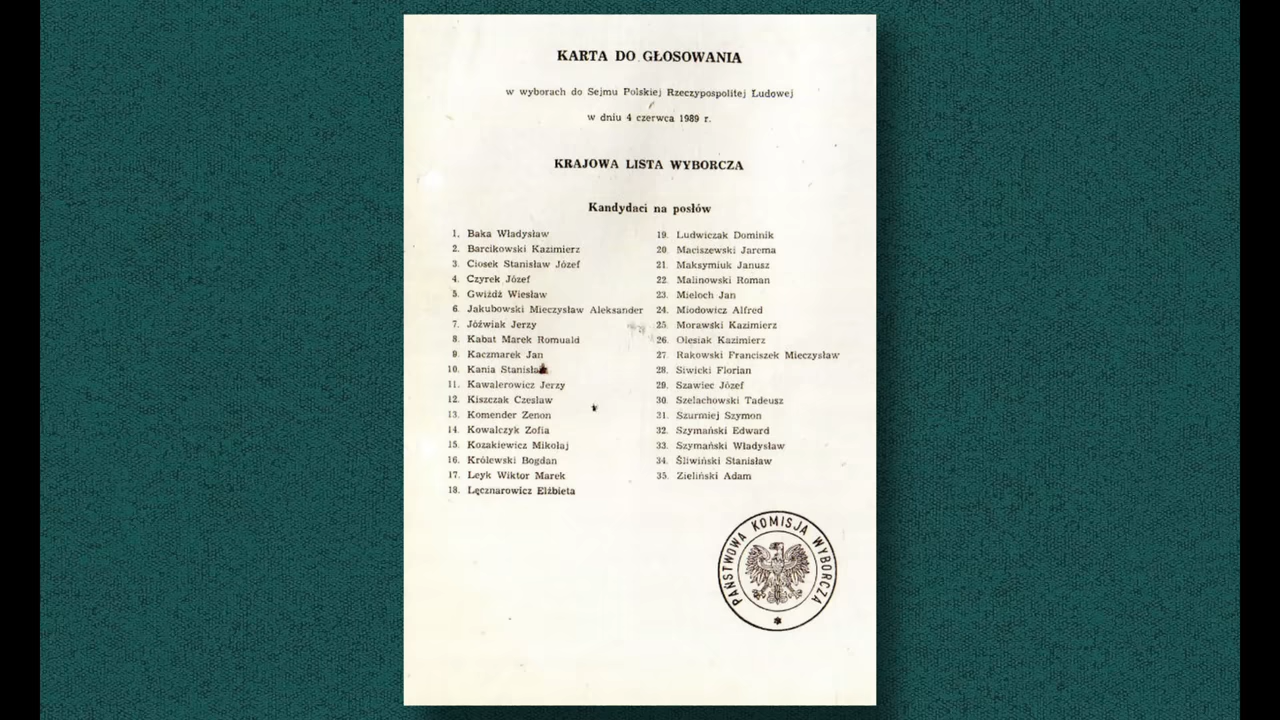 KARTA DO GŁOSOWANIA
w wyborach do Sejmu Polskiej Rzeczypospolitej Ludowej
w dniu 4 czerwca 1989 r.
KRAJOWA LISTA WYBORCZA
Kandydaci na posłów
1. Baka Władysław
2. Barcikowski Kazimierz
3. Ciosek Stanisław Józef
4. Czyrek Józef
5. Gwiżdż Wiesław
6. Jakubowski Mieczysław Aleksander
7. Jóźwiak Jerzy
8. Kabat Marek Romuald
9. Kaczmarek Jan
10. Kania Stanisław
11. Kawalerowicz Jerzy
12. Kiszczak Czesław
13. Komender Zenon
14. Kowalczyk Zofia
15. Kozakiewicz Mikołaj
16. Królewski Bogdan
17. Leyk Wiktor Marek
18. Łęcznarowicz Elżbieta
19. Ludwiczak Dominik
20. Maciszewski Jarema
21. Maksymiuk Janusz
22. Malinowski Roman
23. Mieloch Jan
24. Miodowicz Alfred
25. Morawski Kazimierz
26. Olesiak Kazimierz
27. Rakowski Franciszek Mieczysław
28. Siwicki Florian
29. Szawiec Józef
30. Szelachowski Tadeusz
31. Szurmiej Szymon
32. Szymański Edward
33. Szymański Władysław
34. Śliwiński Stanisław
35. Zieliński Adam
PAŃSTWOWA KOMISJA WYBORCZA